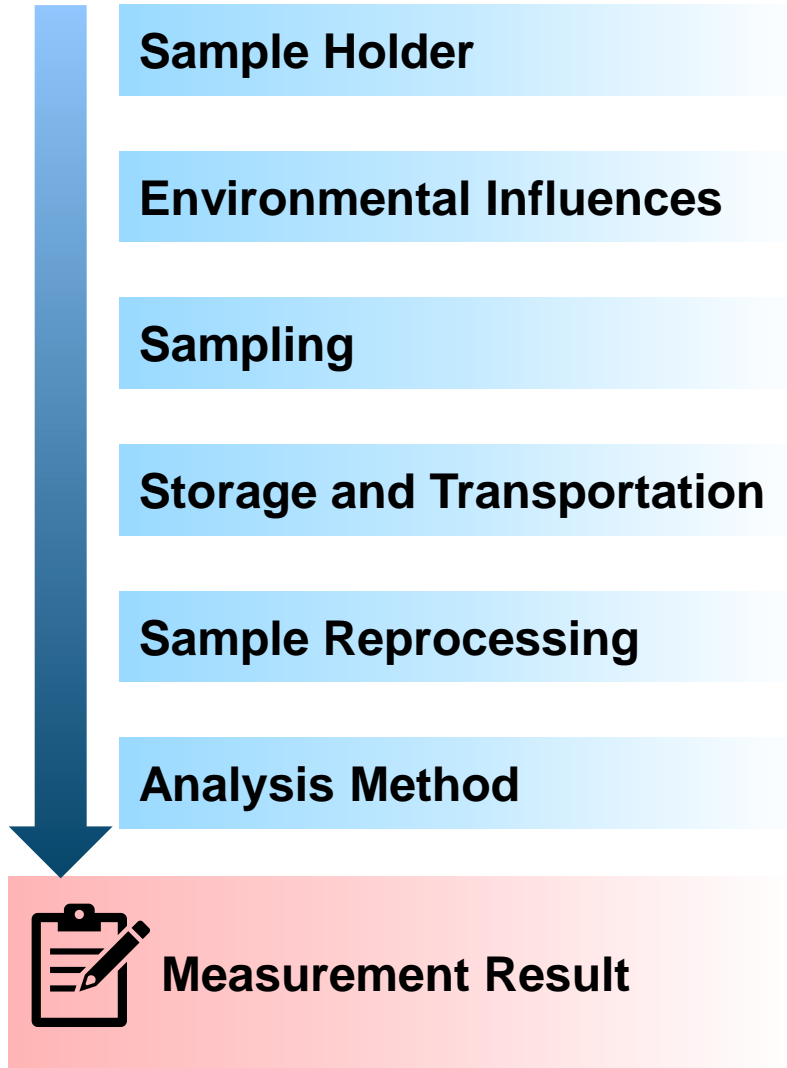 Sample Holder
Environmental Influences
Sampling
Storage and Transportation
Sample Reprocessing
Analysis Method
Measurement Result